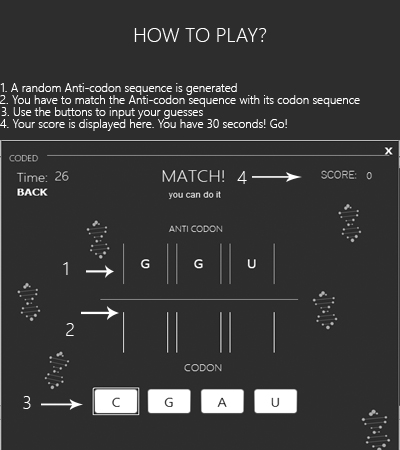 HOW TO PLAY?
1. A random Anti-codon sequence is generated
2. You have to match the Anti-codon sequence with its codon sequence
3. Use the buttons to input your guesses
4. Your score is displayed here. You have 30 seconds! Go!
CODED x
Time: 26 MATCH! 4 SCORE: 0
BACK you can do it
ANTI CODON
1 G G U
2
CODON
3 C G A U